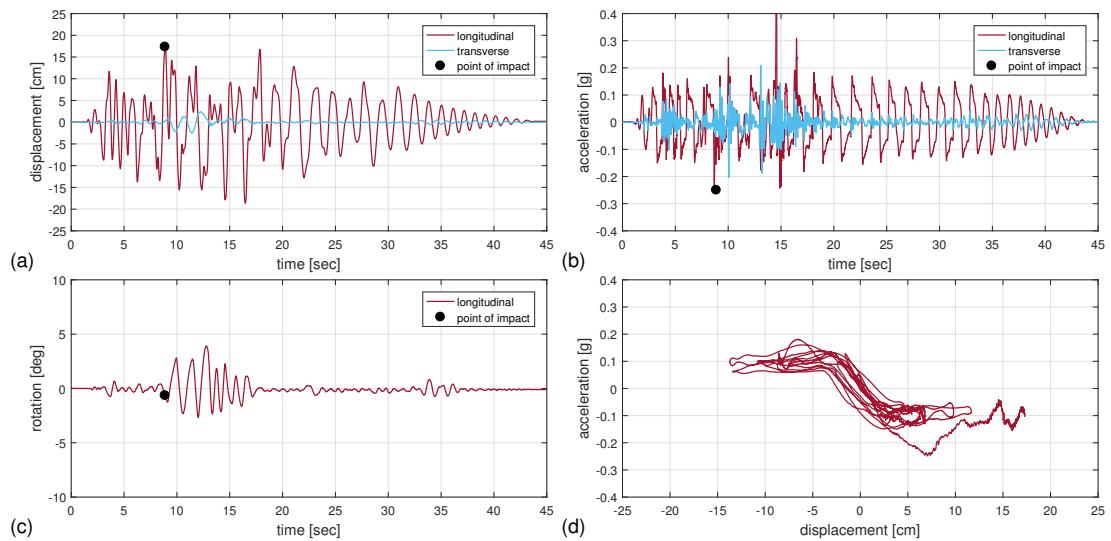 displacement [cm]
25
20
15
10
5
0
-5
-10
-15
-20
-25
longitudinal
transverse
point of impact
0 5 10 15 20 25 30 35 40 45
time [sec]
(a)
acceleration [g]
0.4
0.3
0.2
0.1
0
-0.1
-0.2
-0.3
-0.4
longitudinal
transverse
point of impact
0 5 10 15 20 25 30 35 40 45
time [sec]
(b)
rotation [deg]
10
5
0
-5
-10
longitudinal
point of impact
0 5 10 15 20 25 30 35 40 45
time [sec]
(c)
acceleration [g]
0.4
0.3
0.2
0.1
0
-0.1
-0.2
-0.3
-0.4
-25 -20 -15 -10 -5 0 5 10 15 20 25
displacement [cm]
(d)